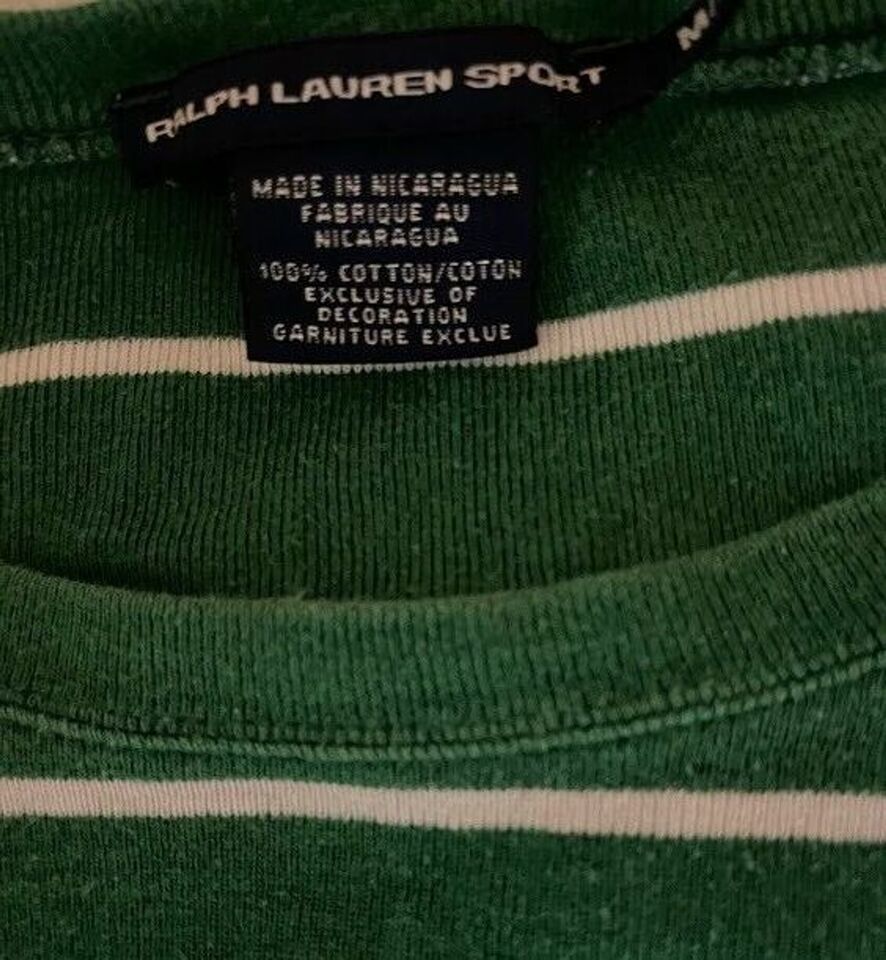 RALPH LAUREN SPORT
M/
MADE IN NICARAGUA
FABRIQUE AU
NICARAGUA
100% COTTON/COTON
EXCLUSIVE OF
DECORATION
GARNITURE EXCLUE